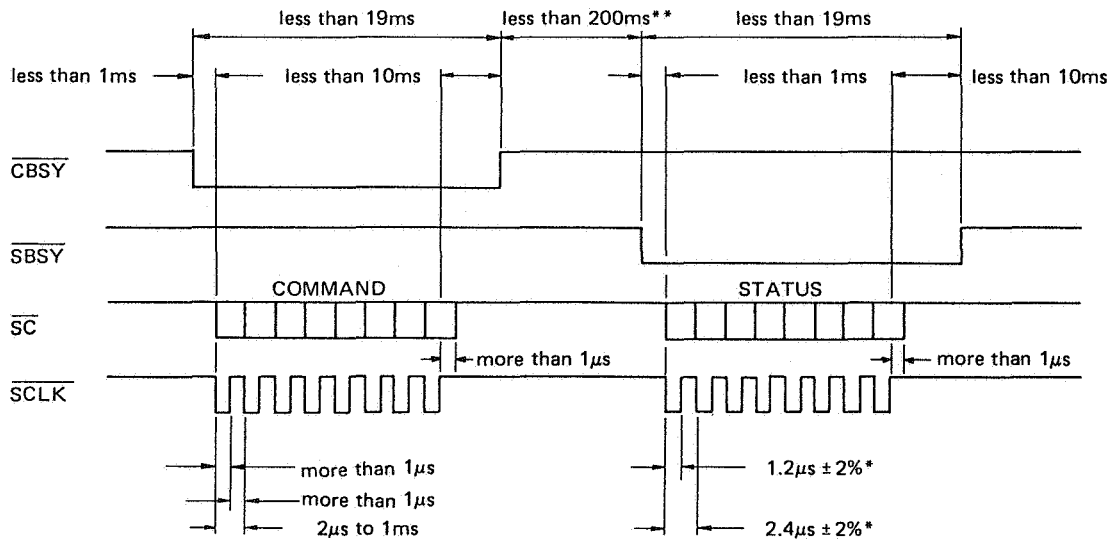 less than 19ms less than 200ms** less than 19ms
less than 1ms less than 10ms less than 1ms less than 10ms
CBSY
SBSY
COMMAND STATUS
SC
more than 1μs more than 1μs
SCLK
more than 1μs 1.2μs ± 2%*
more than 1μs
2μs to 1ms 2.4μs ± 2%*